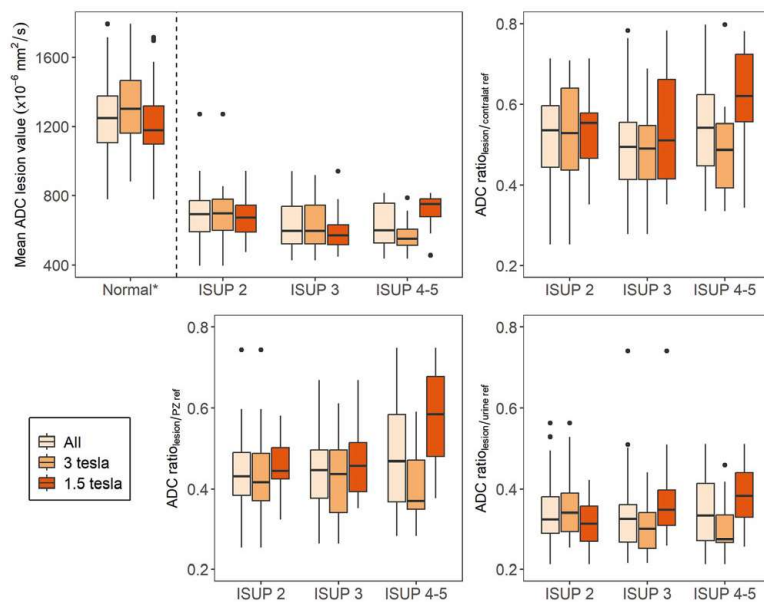 Mean ADC lesion value (x10⁻⁶ mm²/s)
1600
1200
800
400
Normal*
ISUP 2
ISUP 3
ISUP 4-5
ADC ratio lesion/contralat ref
0.8
0.6
0.4
0.2
ISUP 2
ISUP 3
ISUP 4-5
All
3 tesla
1.5 tesla
ADC ratio lesion/PZ ref
0.8
0.6
0.4
0.2
ISUP 2
ISUP 3
ISUP 4-5
ADC ratio lesion/urine ref
0.8
0.6
0.4
0.2
ISUP 2
ISUP 3
ISUP 4-5